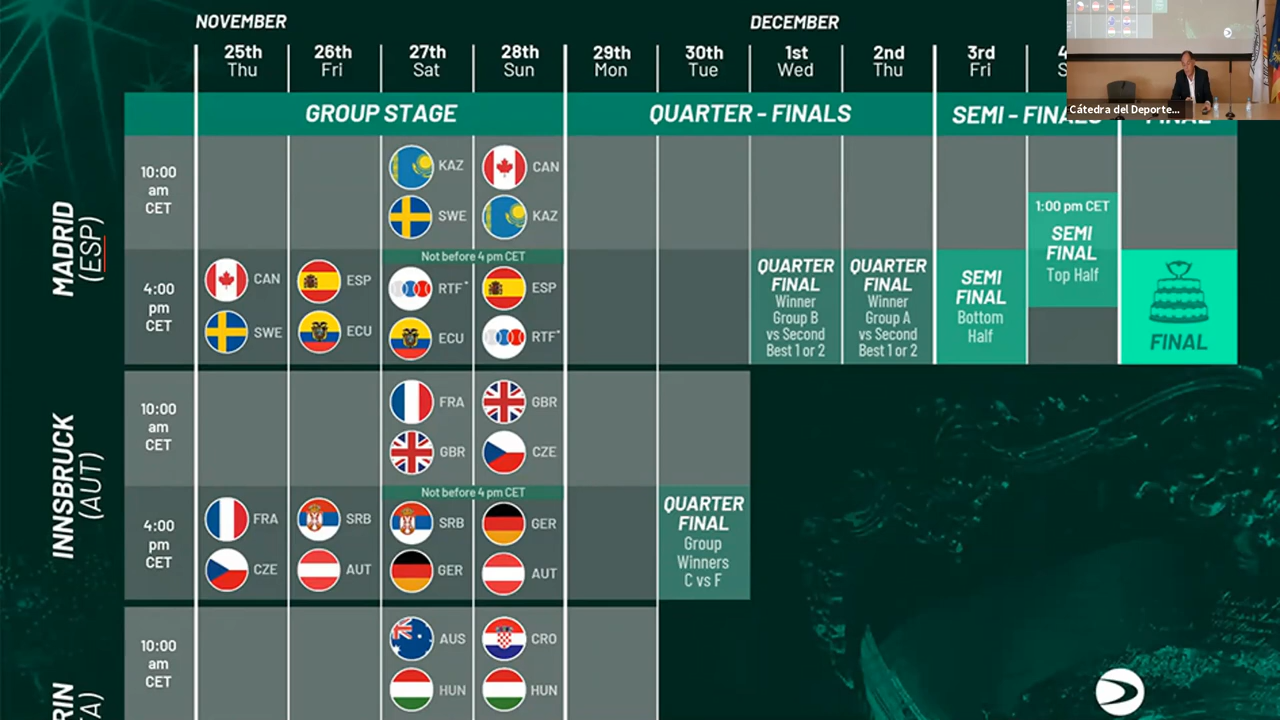 NOVEMBER
DECEMBER
25th
Thu
26th
Fri
27th
Sat
28th
Sun
29th
Mon
30th
Tue
1st
Wed
2nd
Thu
3rd
Fri
GROUP STAGE
QUARTER - FINALS
SEMI - FINALS
FINAL
Cátedra del Deporte...
MADRID
(ESP)
10:00
am
CET
KAZ
SWE
CAN
KAZ
1:00 pm CET
SEMI
FINAL
Top Half
4:00
pm
CET
CAN
SWE
ESP
ECU
Not before 4 pm CET
RTF*
ECU
ESP
RTF*
QUARTER
FINAL
Winner
Group B
vs Second
Best 1 or 2
QUARTER
FINAL
Winner
Group A
vs Second
Best 1 or 2
SEMI
FINAL
Bottom
Half
FINAL
INNSBRUCK
(AUT)
10:00
am
CET
FRA
GBR
GBR
CZE
4:00
pm
CET
FRA
CZE
SRB
AUT
Not before 4 pm CET
SRB
GER
GER
AUT
QUARTER
FINAL
Group
Winners
C vs F
10:00
am
CET
AUS
HUN
CRO
HUN